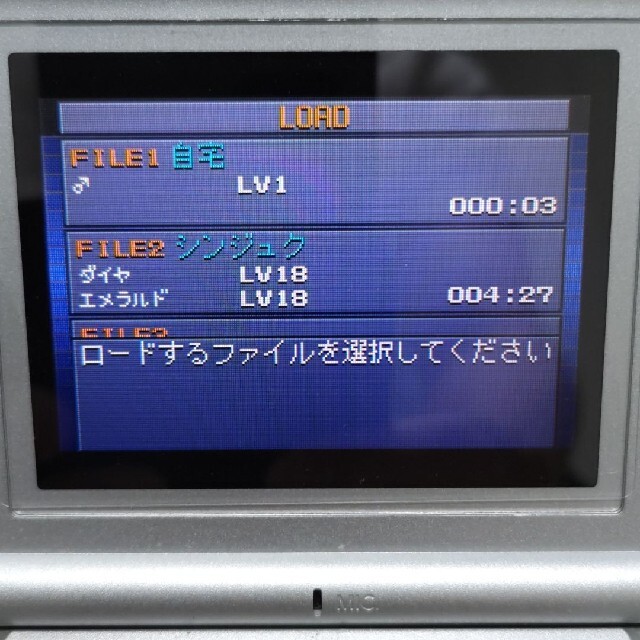 LOAD
FILE1 自宅
♂ LV1
000:03
FILE2 シンジュク
ダイヤ LV18
エメラルド LV18 004:27
FILE3
ロードするファイルを選択してください
MIC.